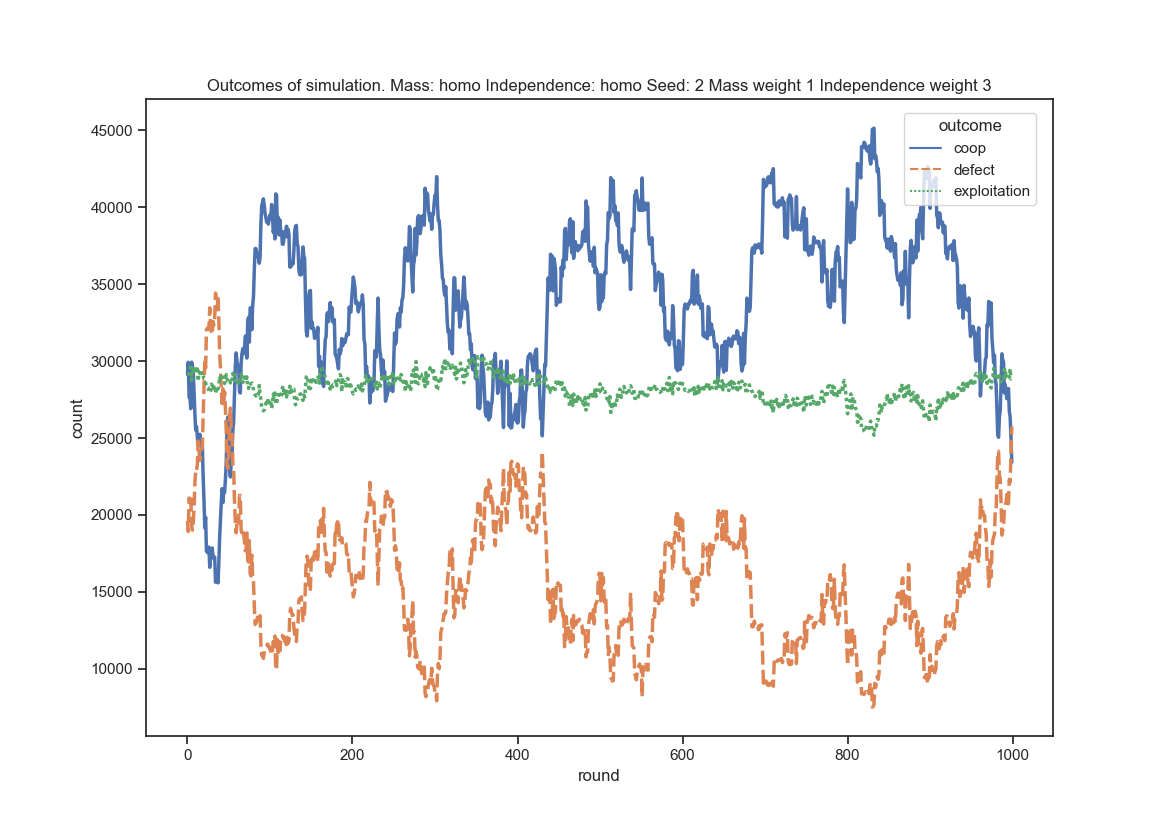 Outcomes of simulation. Mass: homo Independence: homo Seed: 2 Mass weight 1 Independence weight 3
outcome
coop
defect
exploitation
45000
40000
35000
30000
25000
20000
15000
10000
count
0 200 400 600 800 1000
round